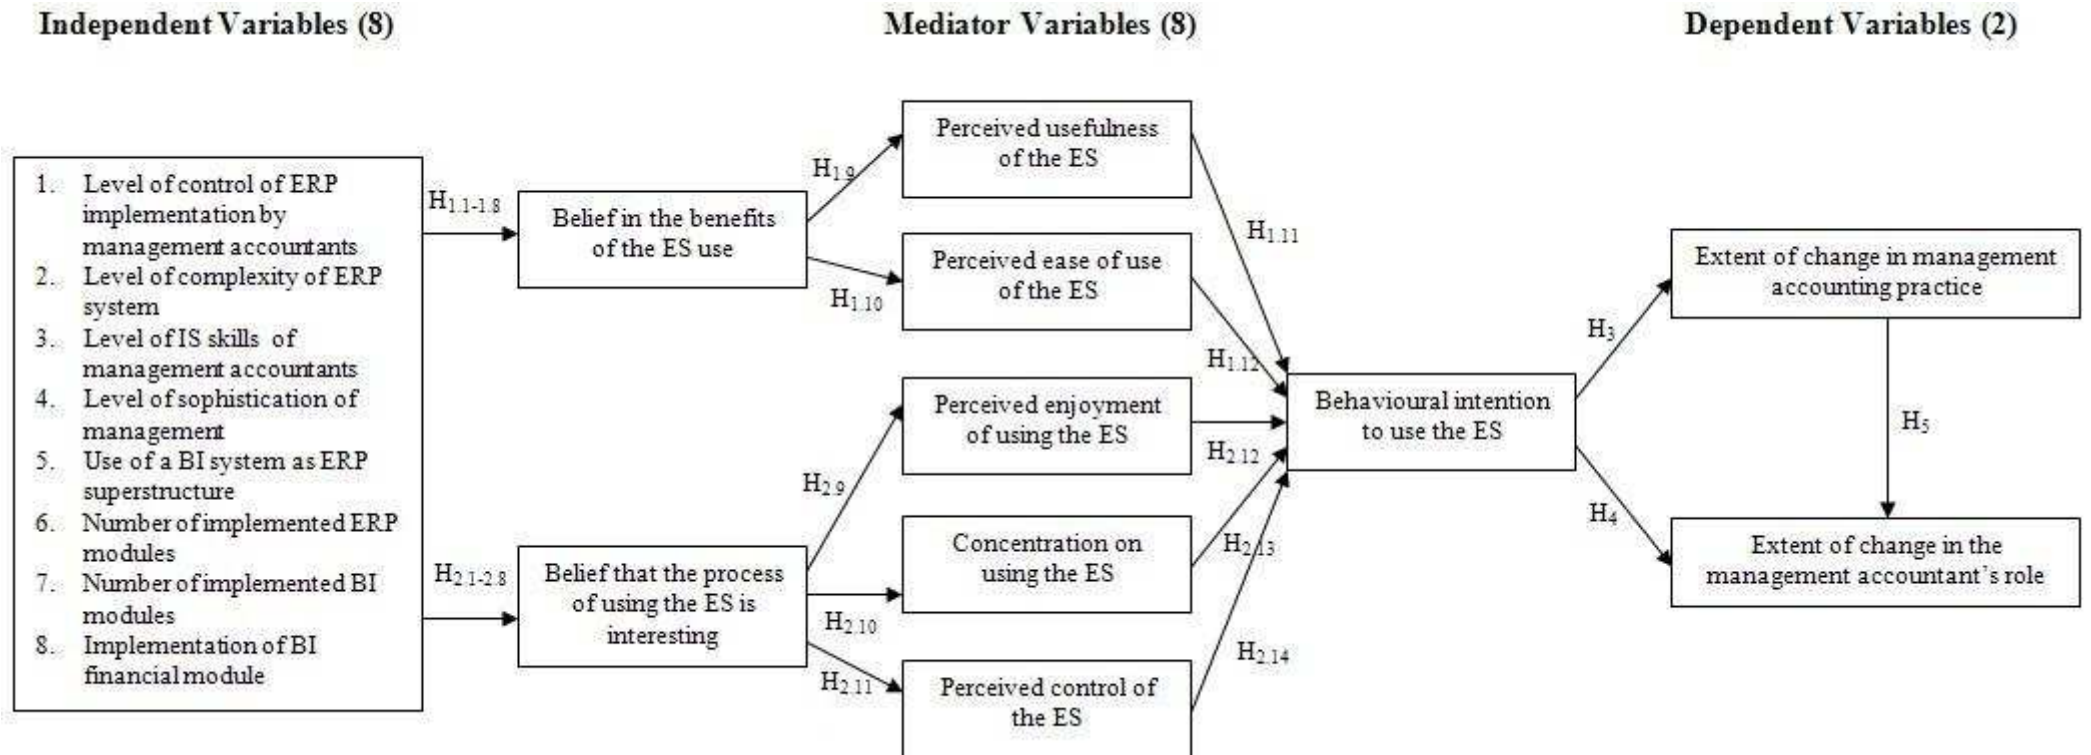 Independent Variables (8)
Mediator Variables (8)
Dependent Variables (2)
1. Level of control of ERP
implementation by
management accountants
2. Level of complexity of ERP
system
3. Level of IS skills of
management accountants
4. Level of sophistication of
management
5. Use of a BI system as ERP
superstructure
6. Number of implemented ERP
modules
7. Number of implemented BI
modules
8. Implementation of BI
financial module
H1.1-1.8
H2.1-2.8
Belief in the benefits
of the ES use
Belief that the process
of using the ES is
interesting
H1.9
H1.10
H2.9
H2.10
H2.11
Perceived usefulness
of the ES
Perceived ease of use
of the ES
Perceived enjoyment
of using the ES
Concentration on
using the ES
Perceived control of
the ES
H1.11
H1.12
H2.12
H2.13
H2.14
Behavioural intention
to use the ES
H3
H4
Extent of change in management
accounting practice
H5
Extent of change in the
management accountant's role